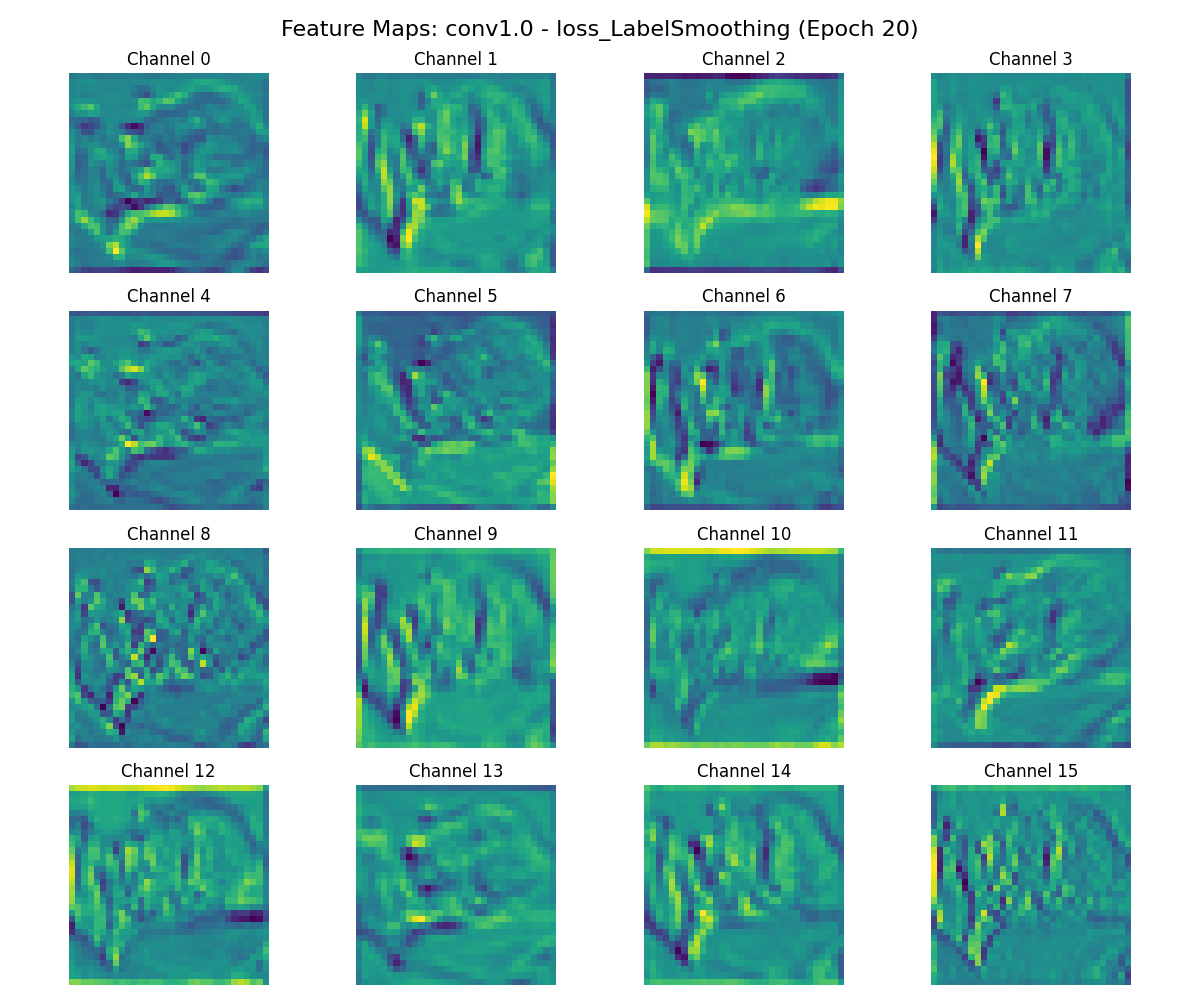 Feature Maps: conv1.0 - loss_LabelSmoothing (Epoch 20)
Channel 0
Channel 1
Channel 2
Channel 3
Channel 4
Channel 5
Channel 6
Channel 7
Channel 8
Channel 9
Channel 10
Channel 11
Channel 12
Channel 13
Channel 14
Channel 15